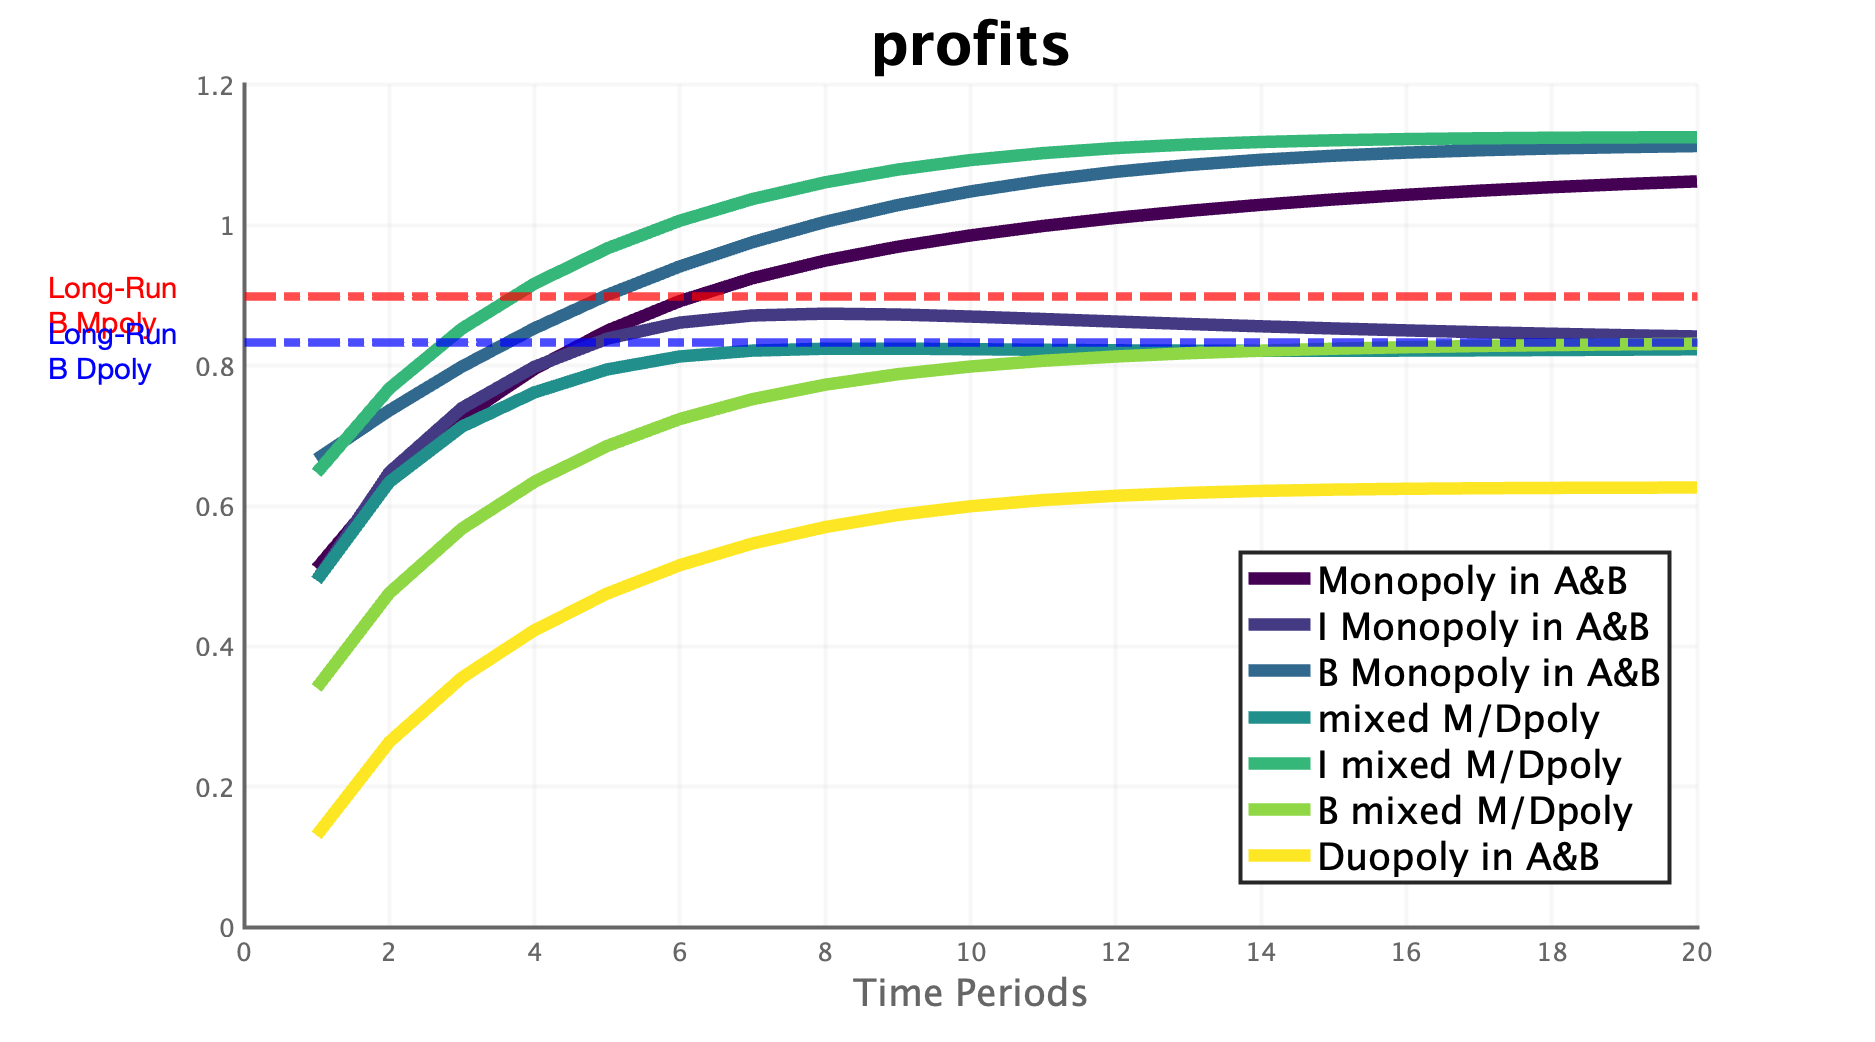 profits
1.2
1
0.8
0.6
0.4
0.2
0
Long-Run
B Mpoly
Long-Run
B Dpoly
0 2 4 6 8 10 12 14 16 18 20
Time Periods
Monopoly in A&B
I Monopoly in A&B
B Monopoly in A&B
mixed M/Dpoly
I mixed M/Dpoly
B mixed M/Dpoly
Duopoly in A&B